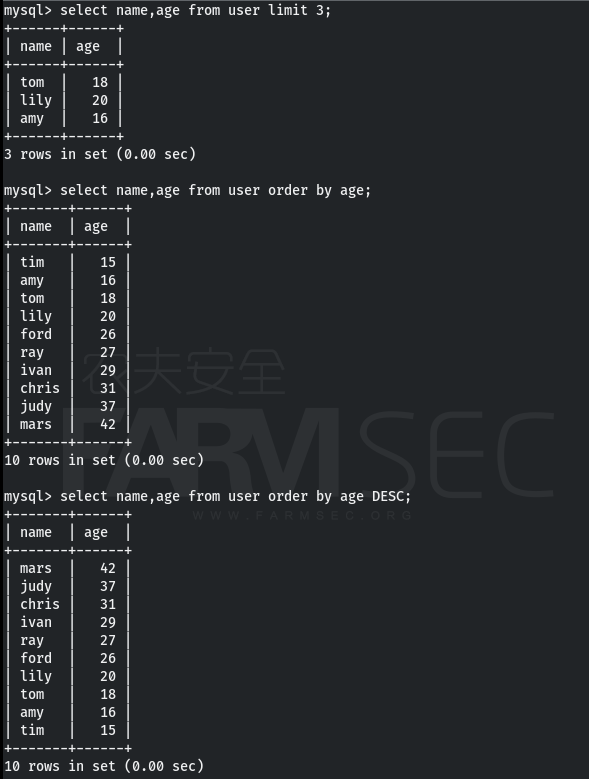 mysql> select name,age from user limit 3;
+------+------+
| name | age  |
+------+------+
| tom  |   18 |
| lily |   20 |
| amy  |   16 |
+------+------+
3 rows in set (0.00 sec)
mysql> select name,age from user order by age;
+-------+------+
| name  | age  |
+-------+------+
| tim   |   15 |
| amy   |   16 |
| tom   |   18 |
| lily  |   20 |
| ford  |   26 |
| ray   |   27 |
| ivan  |   29 |
| chris |   31 |
| judy  |   37 |
| mars  |   42 |
+-------+------+
10 rows in set (0.00 sec)
农夫安全
FARMSEC
WWW.FARMSEC.ORG
mysql> select name,age from user order by age DESC;
+-------+------+
| name  | age  |
+-------+------+
| mars  |   42 |
| judy  |   37 |
| chris |   31 |
| ivan  |   29 |
| ray   |   27 |
| ford  |   26 |
| lily  |   20 |
| tom   |   18 |
| amy   |   16 |
| tim   |   15 |
+-------+------+
10 rows in set (0.00 sec)